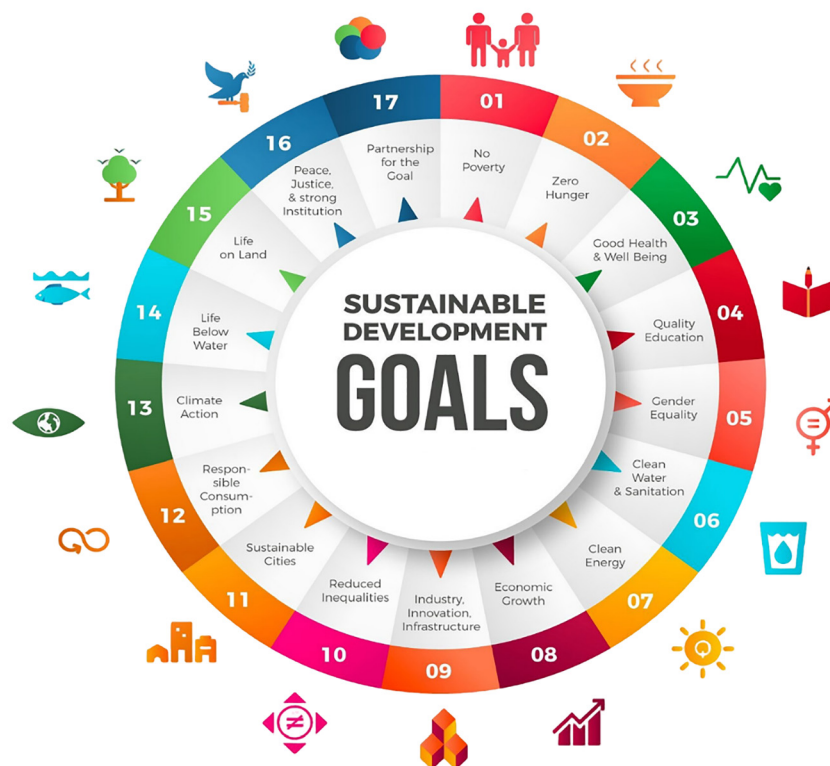 SUSTAINABLE
DEVELOPMENT
GOALS
01
No
Poverty
02
Zero
Hunger
03
Good Health
& Well Being
04
Quality
Education
05
Gender
Equality
06
Clean
Water
& Sanitation
07
Clean
Energy
08
Economic
Growth
09
Industry,
Innovation,
Infrastructure
10
Reduced
Inequalities
11
Sustainable
Cities
12
Respon-
sible
Consum-
ption
13
Climate
Action
14
Life
Below
Water
15
Life
on Land
16
Peace,
Justice,
& strong
Institution
17
Partnership
for the
Goal